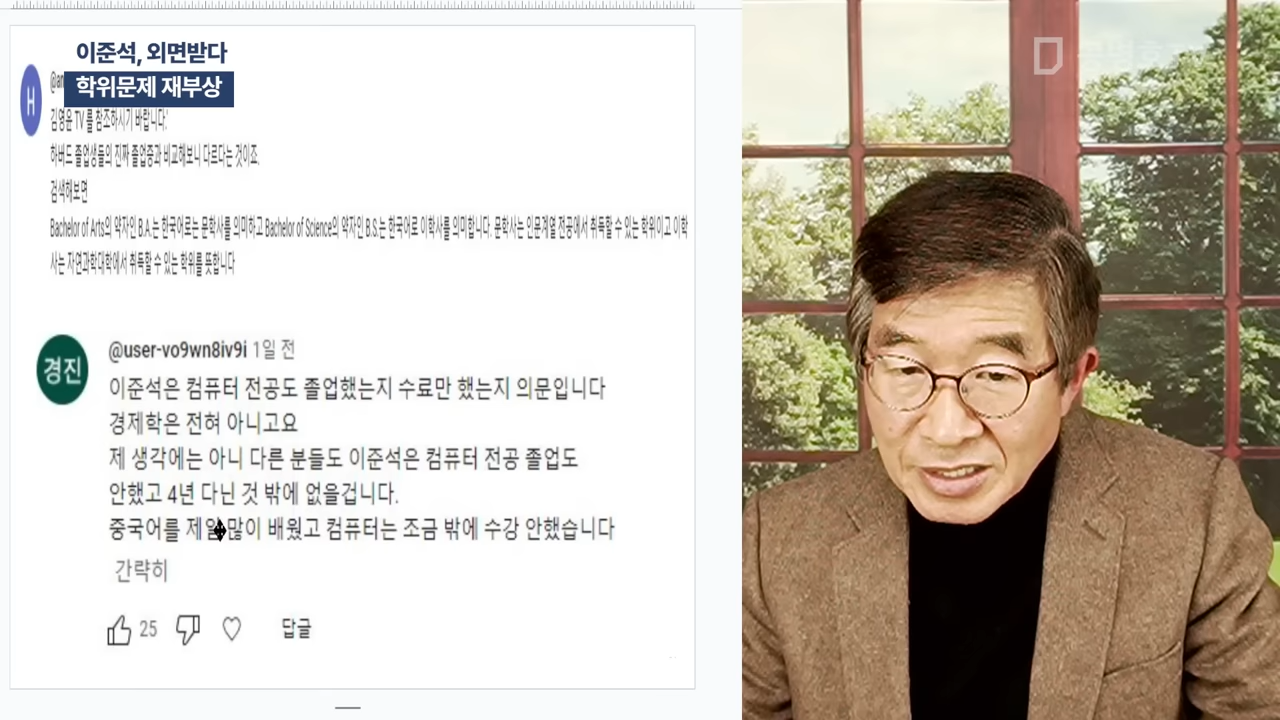 이준석, 외면받다
학위문제 재부상
H
@an
김영윤 TV 를 참조하시기 바랍니다.'
하버드 졸업생들의 진짜 졸업증과 비교해보니 다르다는 것이죠.
검색해보면
Bachelor of Arts의 약자인 B.A.는 한국어로는 문학사를 의미하고 Bachelor of Science의 약자인 B.S.는 한국어로 이학사를 의미합니다. 문학사는 인문계열 전공에서 취득할 수 있는 학위이고 이학
사는 자연과학대학에서 취득할 수 있는 학위를 뜻합니다
경진
@user-vo9wn8iv9i 1일 전
이준석은 컴퓨터 전공도 졸업했는지 수료만 했는지 의문입니다
경제학은 전혀 아니고요
제 생각에는 아니 다른 분들도 이준석은 컴퓨터 전공 졸업도
안했고 4년 다닌 것 밖에 없을겁니다.
중국어를 제일 많이 배웠고 컴퓨터는 조금 밖에 수강 안했습니다
간략히
25
답글